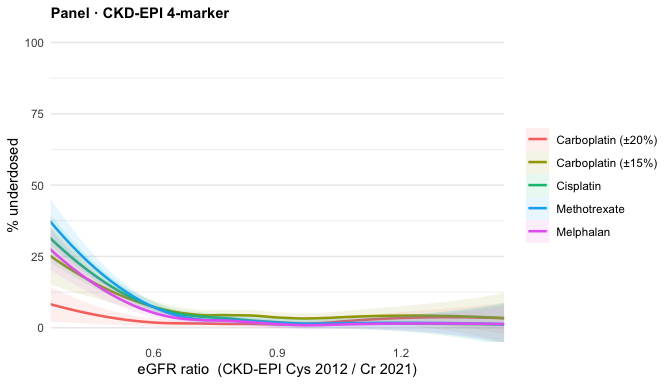 Panel · CKD-EPI 4-marker
100
75
50
25
0
% underdosed
0.6 0.9 1.2
eGFR ratio (CKD-EPI Cys 2012 / Cr 2021)
Carboplatin (±20%)
Carboplatin (±15%)
Cisplatin
Methotrexate
Melphalan